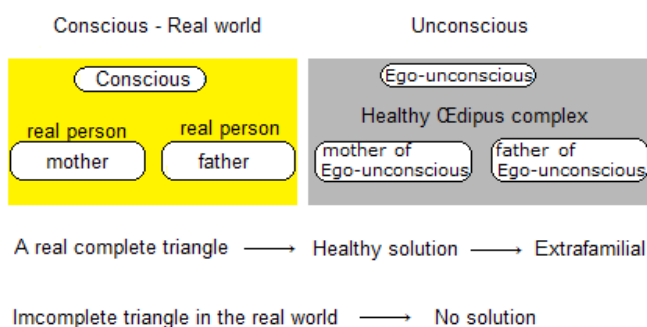 Conscious - Real world Unconscious
Conscious Ego-unconscious
Healthy Œdipus complex
real person real person
mother father
mother of Ego-unconscious
father of Ego-unconscious
A real complete triangle ⟶ Healthy solution ⟶ Extrafamilial
Imcomplete triangle in the real world ⟶ No solution